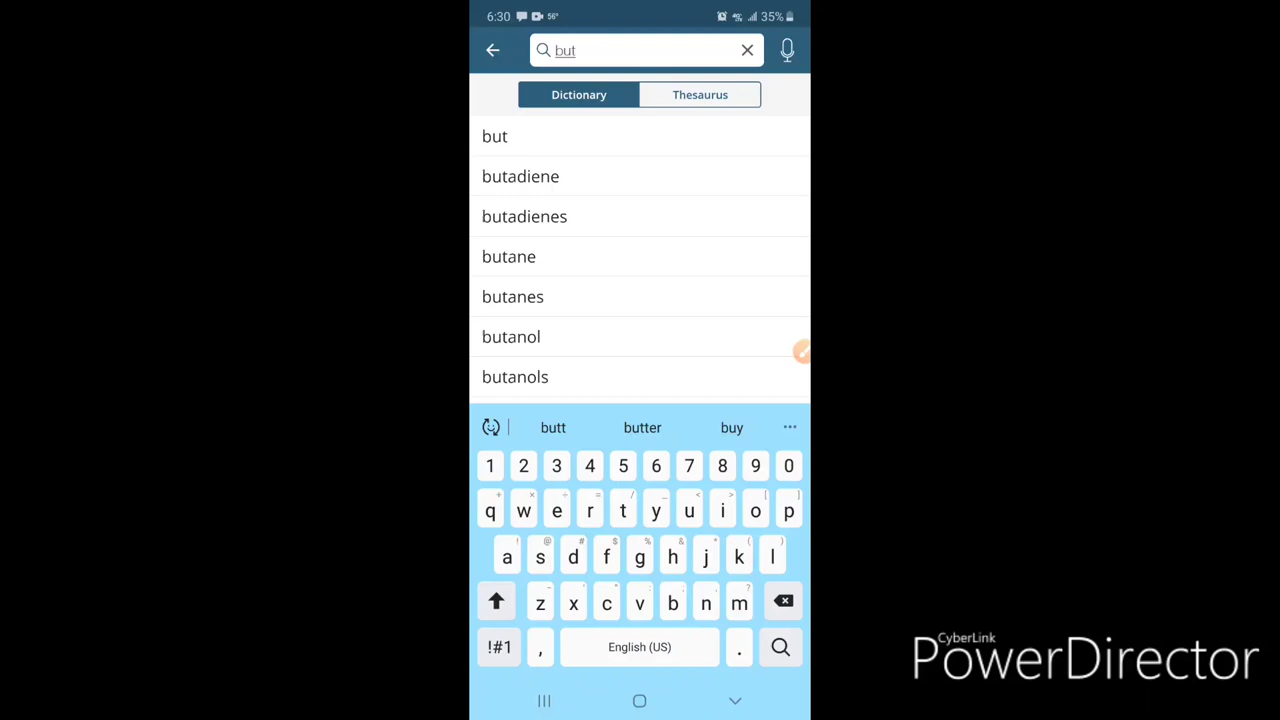 6:30 56° 35%
but
Dictionary Thesaurus
but
butadiene
butadienes
butane
butanes
butanol
butanols
butt butter buy ...
1 2 3 4 5 6 7 8 9 0
+ × ÷ = / _ < > [ ]
q w e r t y u i o p
! @ # $ % & * ( )
a s d f g h j k l
- ' " : ; , ?
z x c v b n m
!#1 , English (US) .
CyberLink
PowerDirector